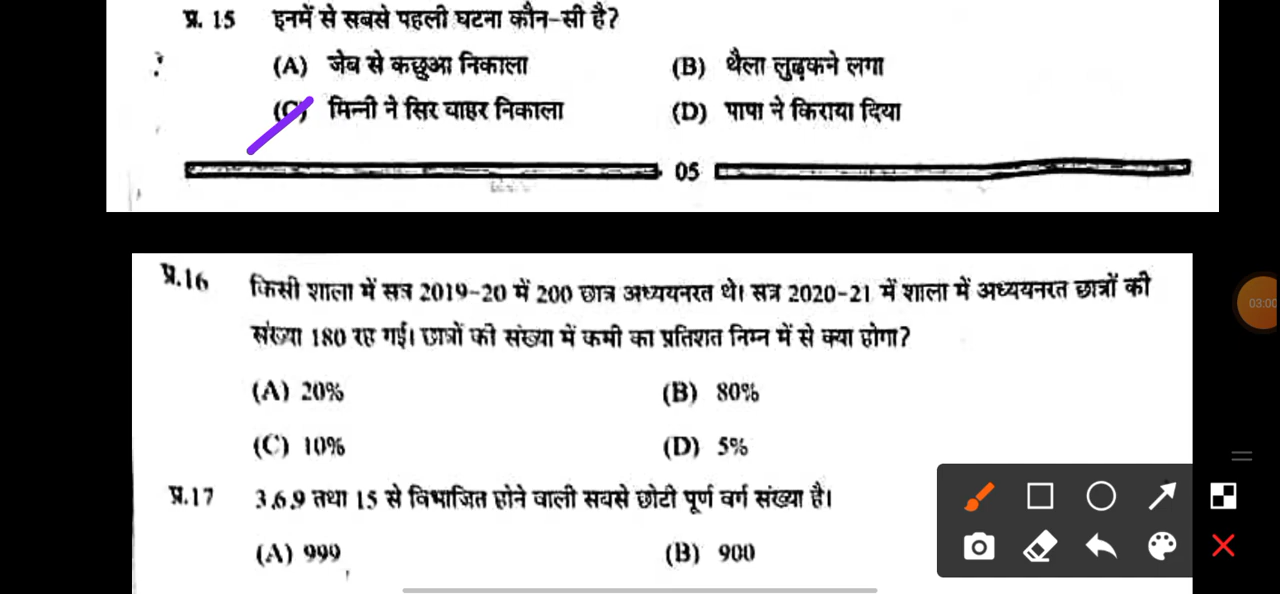 प्र. 15 इनमें से सबसे पहली घटना कौन-सी है?
(A) जेब से कछुआ निकाला (B) थैला लुढ़कने लगा
(C) मिन्नी ने सिर बाहर निकाला (D) पापा ने किराया दिया
05
प्र.16 किसी शाला में सत्र 2019-20 में 200 छात्र अध्ययनरत थे। सत्र 2020-21 में शाला में अध्ययनरत छात्रों की
संख्या 180 रह गई। छात्रों की संख्या में कमी का प्रतिशत निम्न में से क्या होगा?
(A) 20% (B) 80%
(C) 10% (D) 5%
प्र.17 3,6,9 तथा 15 से विभाजित होने वाली सबसे छोटी पूर्ण वर्ग संख्या है।
(A) 999 (B) 900
03:00